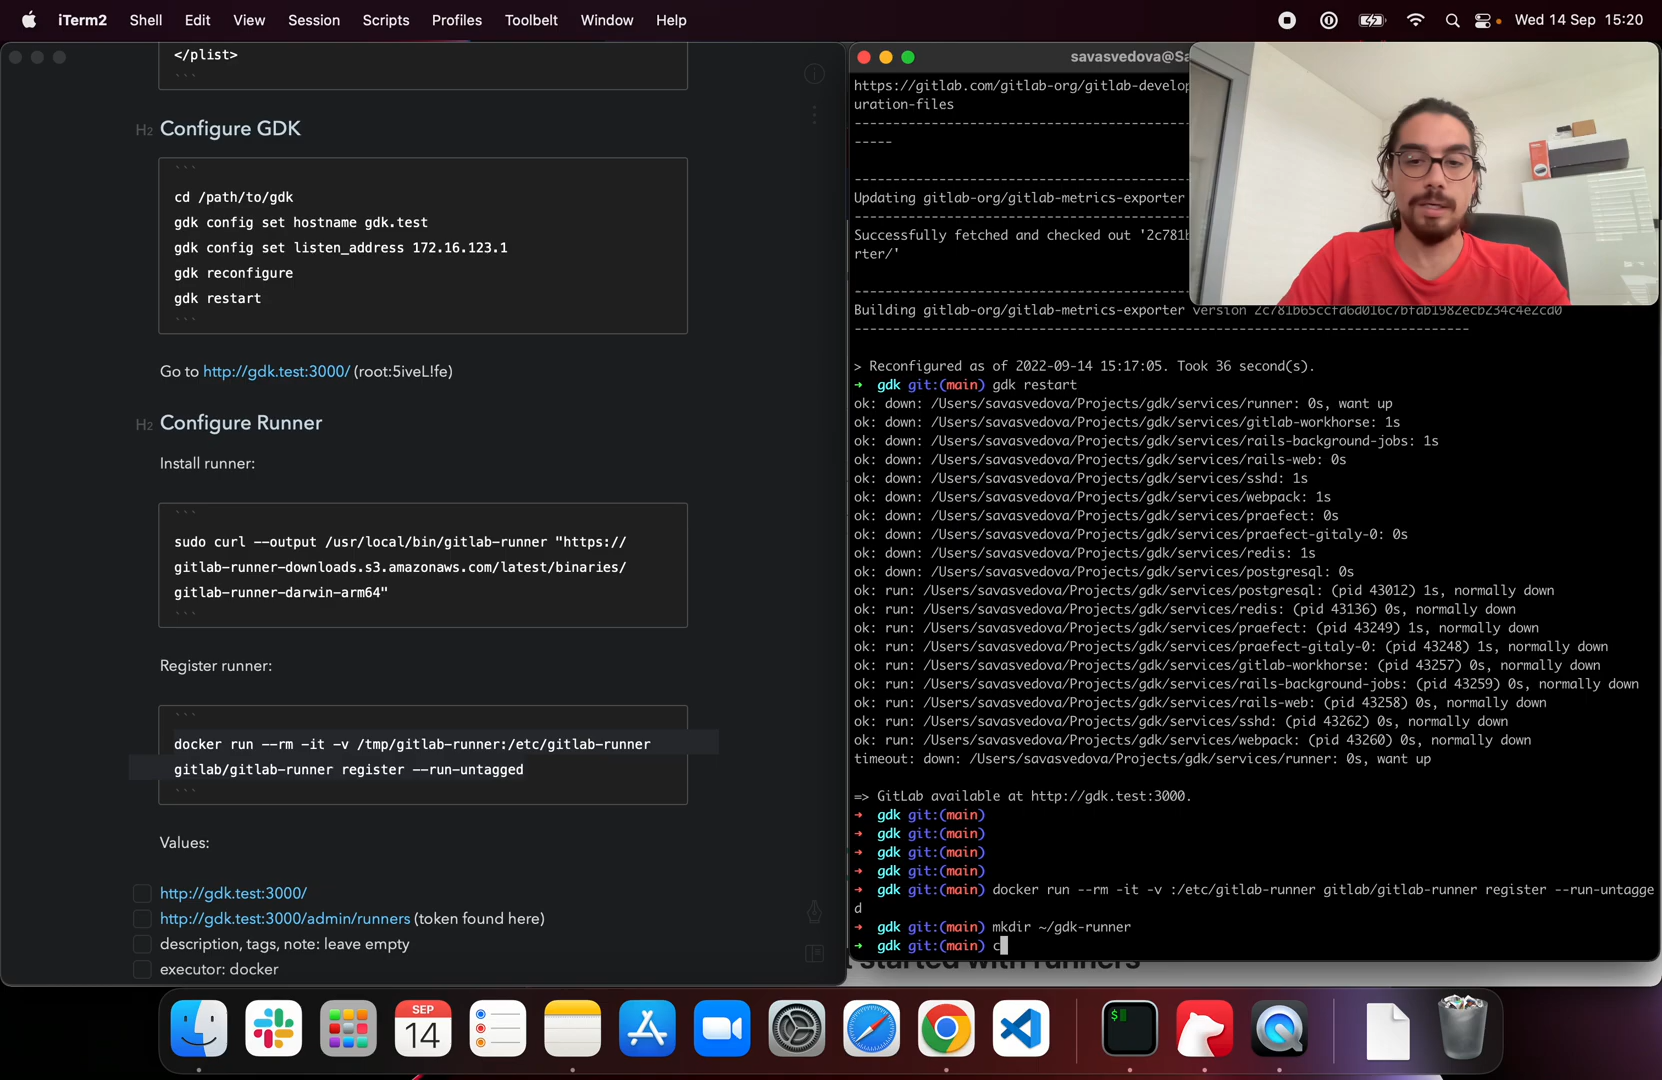 iTerm2 Shell Edit View Session Scripts Profiles Toolbelt Window Help
Wed 14 Sep 15:20
</plist>
```
H2 Configure GDK
```
cd /path/to/gdk
gdk config set hostname gdk.test
gdk config set listen_address 172.16.123.1
gdk reconfigure
gdk restart
```
Go to http://gdk.test:3000/ (root:5iveL!fe)
H2 Configure Runner
Install runner:
```
sudo curl --output /usr/local/bin/gitlab-runner "https://
gitlab-runner-downloads.s3.amazonaws.com/latest/binaries/
gitlab-runner-darwin-arm64"
```
Register runner:
```
docker run --rm -it -v /tmp/gitlab-runner:/etc/gitlab-runner
gitlab/gitlab-runner register --run-untagged
```
Values:
http://gdk.test:3000/
http://gdk.test:3000/admin/runners (token found here)
description, tags, note: leave empty
executor: docker
savasvedova@Sa
https://gitlab.com/gitlab-org/gitlab-develop
uration-files
--------------------------------------------
-----
--------------------------------------------
Updating gitlab-org/gitlab-metrics-exporter
--------------------------------------------
Successfully fetched and checked out '2c781b
rter/'
--------------------------------------------
Building gitlab-org/gitlab-metrics-exporter version 2c781b65ccfd6d016c7bfab1982ecb234c4e2cd0
--------------------------------------------------------------------------------
> Reconfigured as of 2022-09-14 15:17:05. Took 36 second(s).
➜ gdk git:(main) gdk restart
ok: down: /Users/savasvedova/Projects/gdk/services/runner: 0s, want up
ok: down: /Users/savasvedova/Projects/gdk/services/gitlab-workhorse: 1s
ok: down: /Users/savasvedova/Projects/gdk/services/rails-background-jobs: 1s
ok: down: /Users/savasvedova/Projects/gdk/services/rails-web: 0s
ok: down: /Users/savasvedova/Projects/gdk/services/sshd: 1s
ok: down: /Users/savasvedova/Projects/gdk/services/webpack: 1s
ok: down: /Users/savasvedova/Projects/gdk/services/praefect: 0s
ok: down: /Users/savasvedova/Projects/gdk/services/praefect-gitaly-0: 0s
ok: down: /Users/savasvedova/Projects/gdk/services/redis: 1s
ok: down: /Users/savasvedova/Projects/gdk/services/postgresql: 0s
ok: run: /Users/savasvedova/Projects/gdk/services/postgresql: (pid 43012) 1s, normally down
ok: run: /Users/savasvedova/Projects/gdk/services/redis: (pid 43136) 0s, normally down
ok: run: /Users/savasvedova/Projects/gdk/services/praefect: (pid 43249) 1s, normally down
ok: run: /Users/savasvedova/Projects/gdk/services/praefect-gitaly-0: (pid 43248) 1s, normally down
ok: run: /Users/savasvedova/Projects/gdk/services/gitlab-workhorse: (pid 43257) 0s, normally down
ok: run: /Users/savasvedova/Projects/gdk/services/rails-background-jobs: (pid 43259) 0s, normally down
ok: run: /Users/savasvedova/Projects/gdk/services/rails-web: (pid 43258) 0s, normally down
ok: run: /Users/savasvedova/Projects/gdk/services/sshd: (pid 43262) 0s, normally down
ok: run: /Users/savasvedova/Projects/gdk/services/webpack: (pid 43260) 0s, normally down
timeout: down: /Users/savasvedova/Projects/gdk/services/runner: 0s, want up
=> GitLab available at http://gdk.test:3000.
➜ gdk git:(main)
➜ gdk git:(main)
➜ gdk git:(main)
➜ gdk git:(main)
➜ gdk git:(main) docker run --rm -it -v :/etc/gitlab-runner gitlab/gitlab-runner register --run-untagge
d
➜ gdk git:(main) mkdir ~/gdk-runner
➜ gdk git:(main) c
started with runners
SEP
14
$